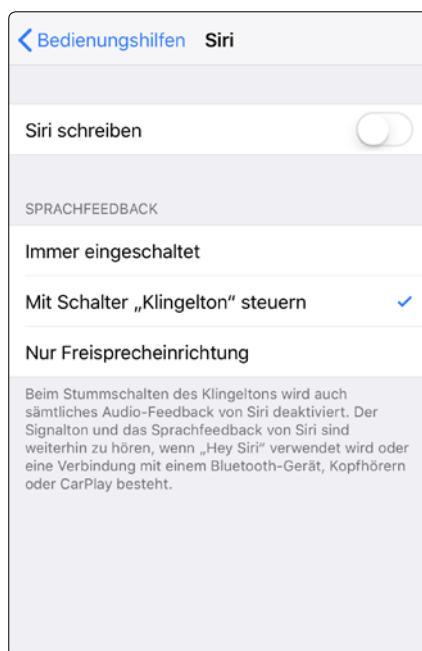 Bedienungshilfen Siri
Siri schreiben
SPRACHFEEDBACK
Immer eingeschaltet
Mit Schalter „Klingelton“ steuern
Nur Freisprecheinrichtung
Beim Stummschalten des Klingeltons wird auch
sämtliches Audio-Feedback von Siri deaktiviert. Der
Signalton und das Sprachfeedback von Siri sind
weiterhin zu hören, wenn „Hey Siri“ verwendet wird oder
eine Verbindung mit einem Bluetooth-Gerät, Kopfhörern
oder CarPlay besteht.